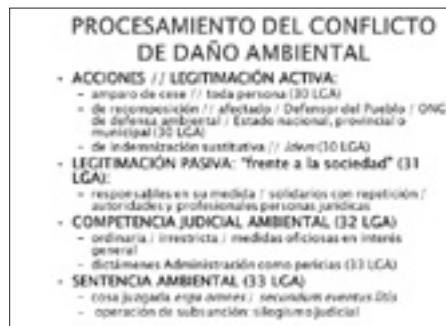 PROCESAMIENTO DEL CONFLICTO
DE DAÑO AMBIENTAL
- ACCIONES // LEGITIMACIÓN ACTIVA:
– amparo de cese // toda persona (30 LGA)
– de recomposición // afectado / Defensor del Pueblo / ONG
de defensa ambiental / Estado nacional, provincial o
municipal (30 LGA)
– de indemnización sustitutiva // idem (30 LGA)
- LEGITIMACIÓN PASIVA: "frente a la sociedad" (31
LGA):
– responsables en su medida / solidarios con repetición /
autoridades y profesionales personas jurídicas
- COMPETENCIA JUDICIAL AMBIENTAL (32 LGA)
– ordinaria / irrestricta / medidas oficiosas en interés
general
– dictámenes Administración como pericias (33 LGA)
- SENTENCIA AMBIENTAL (33 LGA)
– cosa juzgada erga omnes / secundum eventus litis
– operación de subsunción: silogismo judicial